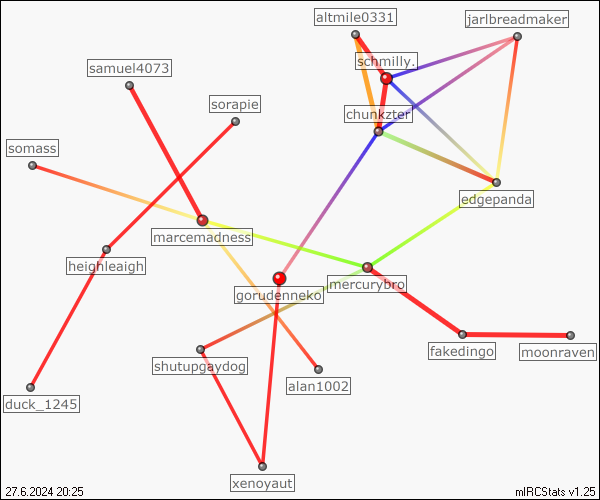 altmile0331
jarlbreadmaker
schmilly.
samuel4073
sorapie
chunkzter
somass
edgepanda
marcemadness
heighleaigh
mercurybro
gorudenneko
fakedingo
moonraven
shutupgaydog
alan1002
duck_1245
xenoyaut
27.6.2024 20:25
mIRCStats v1.25